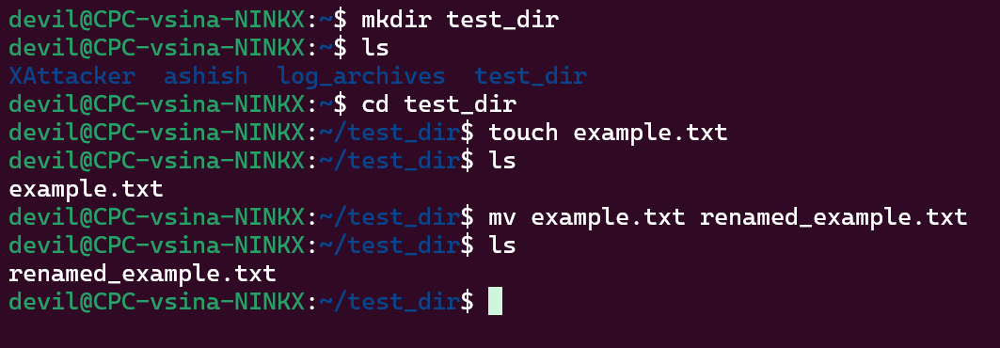 devil@CPC-vsina-NINKX:~$ mkdir test_dir
devil@CPC-vsina-NINKX:~$ ls
XAttacker  ashish  log_archives  test_dir
devil@CPC-vsina-NINKX:~$ cd test_dir
devil@CPC-vsina-NINKX:~/test_dir$ touch example.txt
devil@CPC-vsina-NINKX:~/test_dir$ ls
example.txt
devil@CPC-vsina-NINKX:~/test_dir$ mv example.txt renamed_example.txt
devil@CPC-vsina-NINKX:~/test_dir$ ls
renamed_example.txt
devil@CPC-vsina-NINKX:~/test_dir$